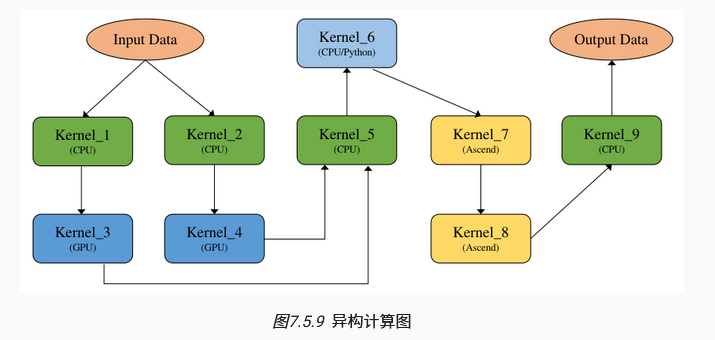 Input Data
Kernel_6
(CPU/Python)
Output Data
Kernel_1
(CPU)
Kernel_2
(CPU)
Kernel_5
(CPU)
Kernel_7
(Ascend)
Kernel_9
(CPU)
Kernel_3
(GPU)
Kernel_4
(GPU)
Kernel_8
(Ascend)
图7.5.9 异构计算图